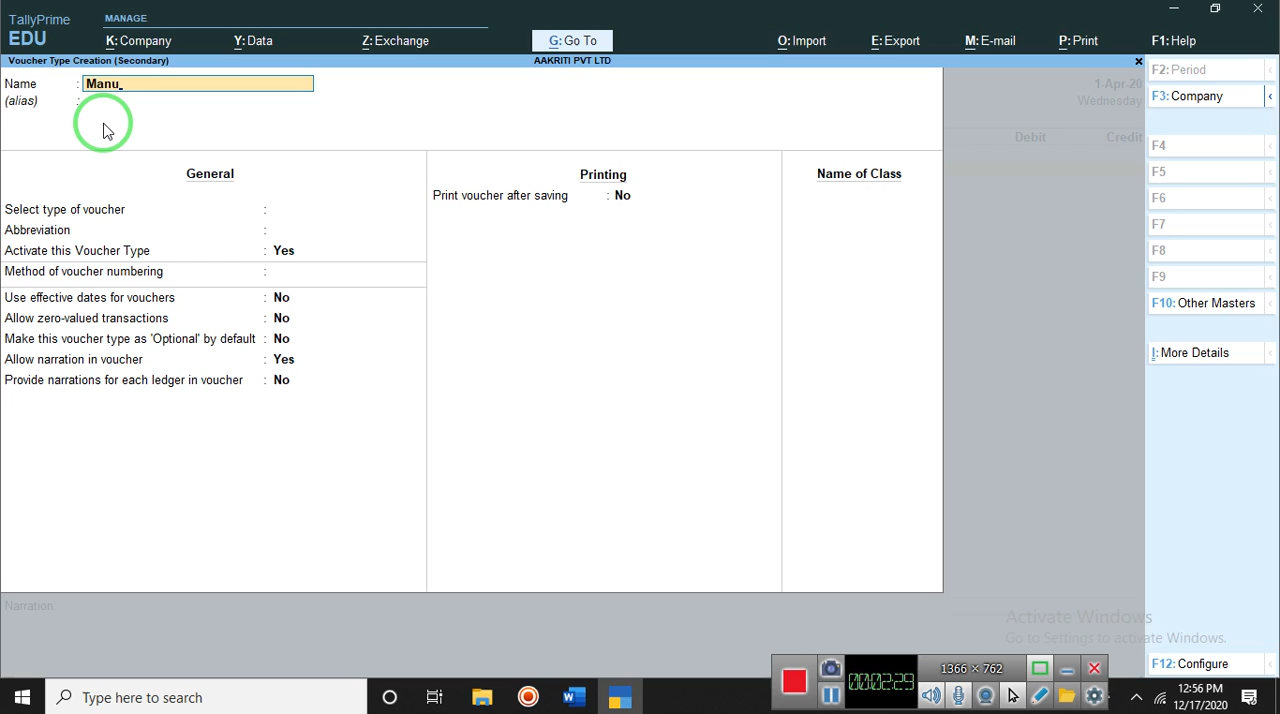 TallyPrime
EDU
MANAGE
K:Company
Y:Data
Z:Exchange
G: Go To
O: Import
E: Export
M: E-mail
P: Print
F1: Help
Voucher Type Creation (Secondary)
AAKRITI PVT LTD
Name : Manu
(alias) :
General
Select type of voucher :
Abbreviation :
Activate this Voucher Type : Yes
Method of voucher numbering :
Use effective dates for vouchers : No
Allow zero-valued transactions : No
Make this voucher type as 'Optional' by default : No
Allow narration in voucher : Yes
Provide narrations for each ledger in voucher : No
Printing
Print voucher after saving : No
Name of Class
1-Apr-20
Wednesday
Debit
Credit
Narration:
F2: Period
F3: Company
F4
F5
F6
F7
F8
F9
F10: Other Masters
I: More Details
F12: Configure
Activate Windows
Go to Settings to activate Windows.
1366 × 762
00:02:29
Type here to search
12:56 PM
12/17/2020